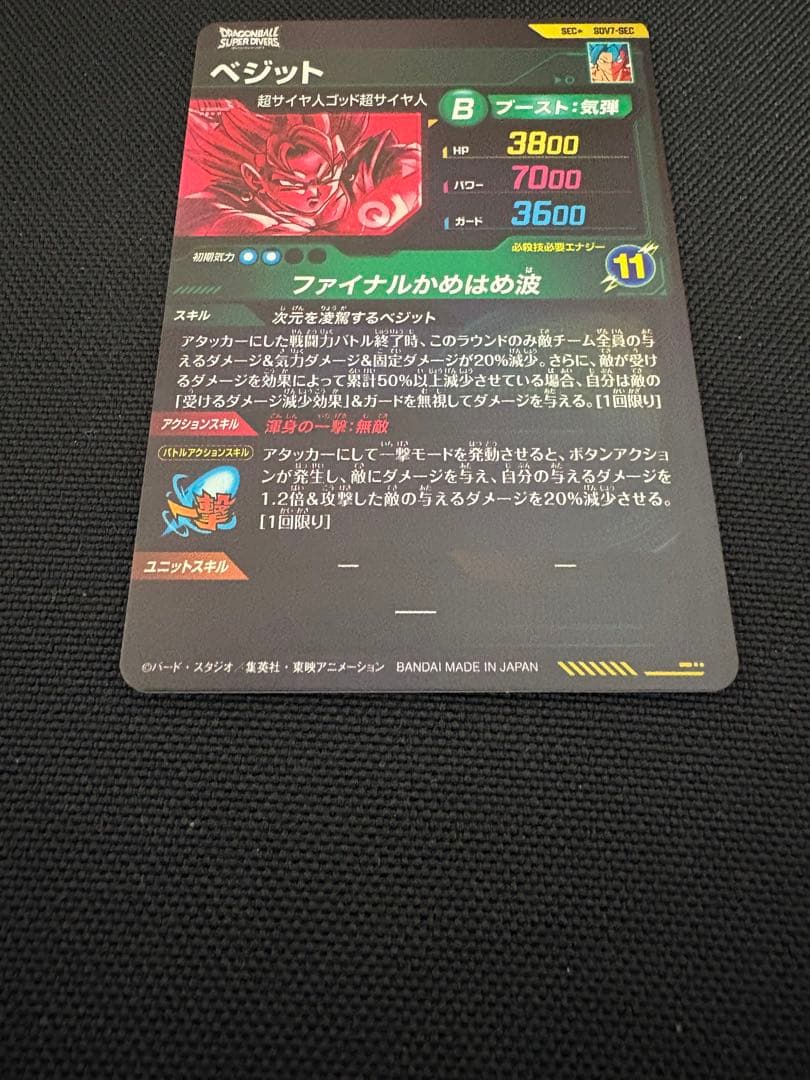 DRAGONBALL
SUPER DIVERS
SEC▶ SDV7-SEC
ベジット
超サイヤ人ゴッド超サイヤ人
B ブースト:気弾
HP 3800
パワー 7000
ガード 3600
初期気力
必殺技必要エナジー
11
ファイナルかめはめ波
スキル 次元を凌駕するベジット
アタッカーにした戦闘力バトル終了時、このラウンドのみ敵チーム全員の与
えるダメージ&気力ダメージ&固定ダメージが20%減少。さらに、敵が受け
るダメージを効果によって累計50%以上減少させている場合、自分は敵の
「受けるダメージ減少効果」&ガードを無視してダメージを与える。[1回限り]
アクションスキル 渾身の一撃:無敵
バトルアクションスキル
一撃
アタッカーにして一撃モードを発動させると、ボタンアクショ
ンが発生し、敵にダメージを与え、自分の与えるダメージを
1.2倍&攻撃した敵の与えるダメージを20%減少させる。
[1回限り]
ユニットスキル ー ー
ー
©バード・スタジオ/集英社・東映アニメーション BANDAI MADE IN JAPAN